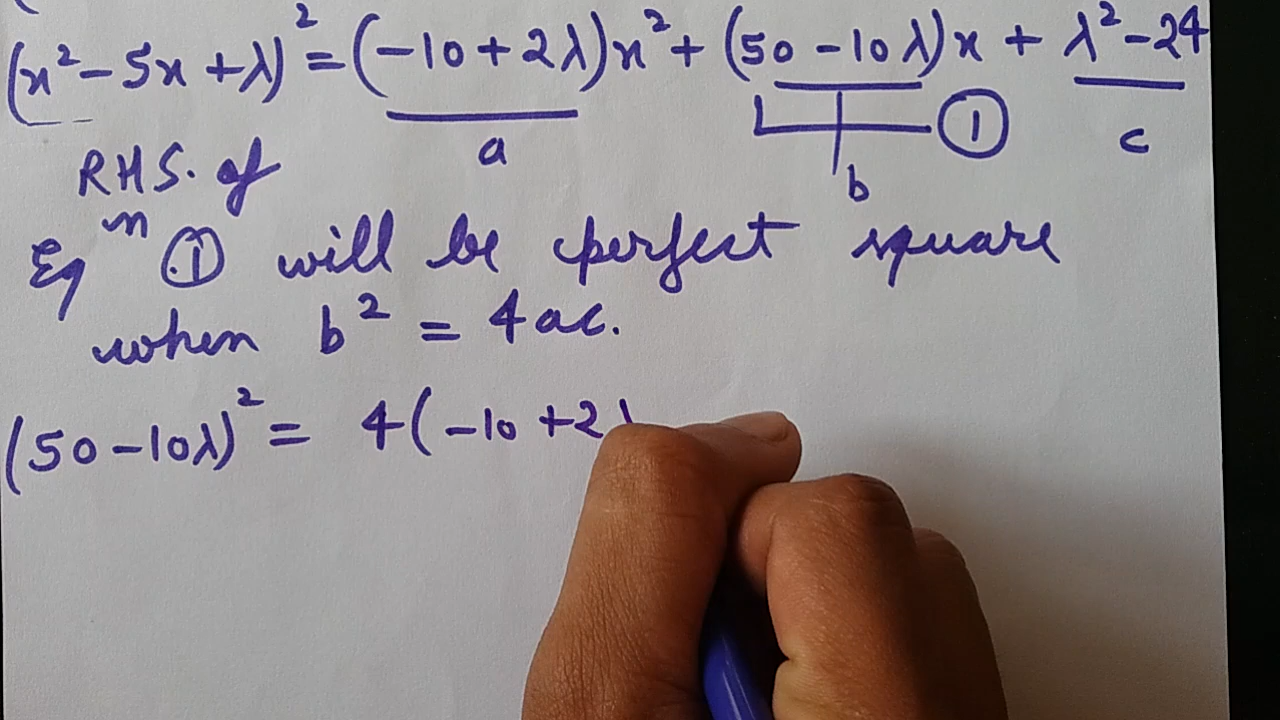 (x² - 5x + λ)² = (-10 + 2λ)x² + (50 - 10λ)x + λ² - 24
a
b
①
c
RHS. of
Eqⁿ ① will be perfect square
when b² = 4ac.
(50 - 10λ)² = 4(-10 + 2